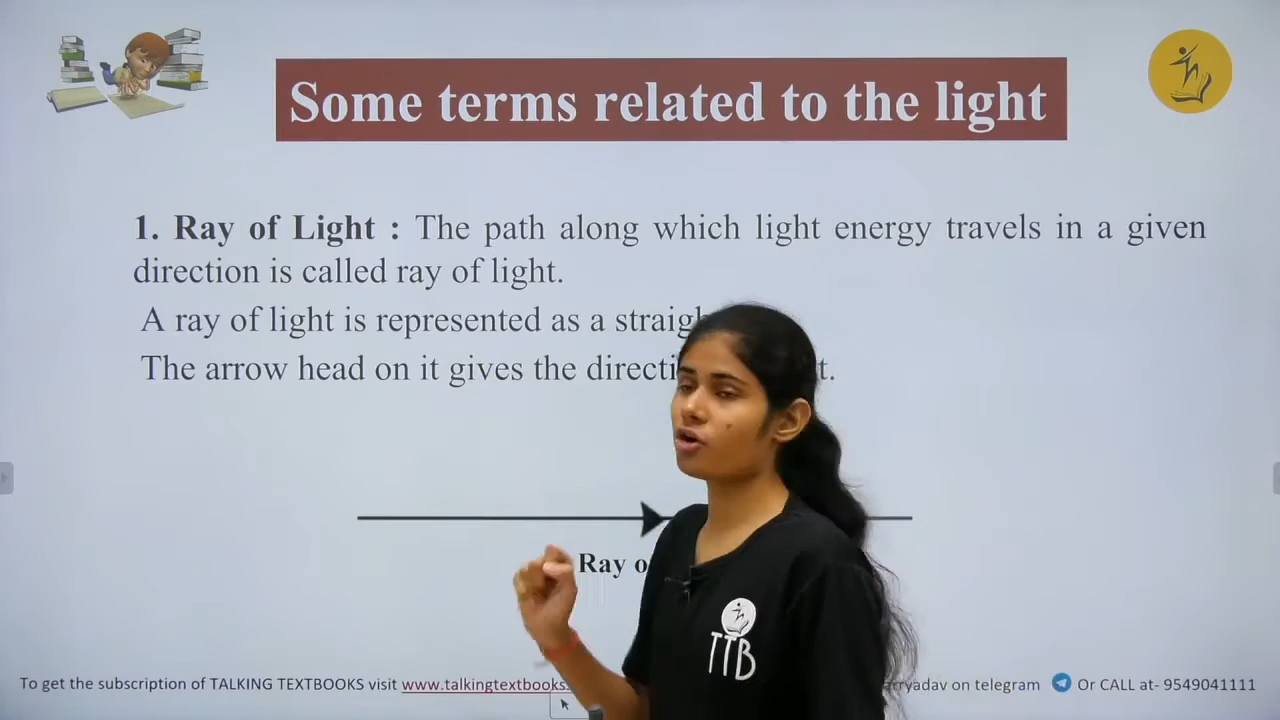 Some terms related to the light
1. Ray of Light : The path along which light energy travels in a given
direction is called ray of light.
A ray of light is represented as a
The arrow head on it gives the
Ray
TTB
To get the subscription of TALKING TEXTBOOKS visit www.talkingtextbooks. on telegram Or CALL at- 9549041111